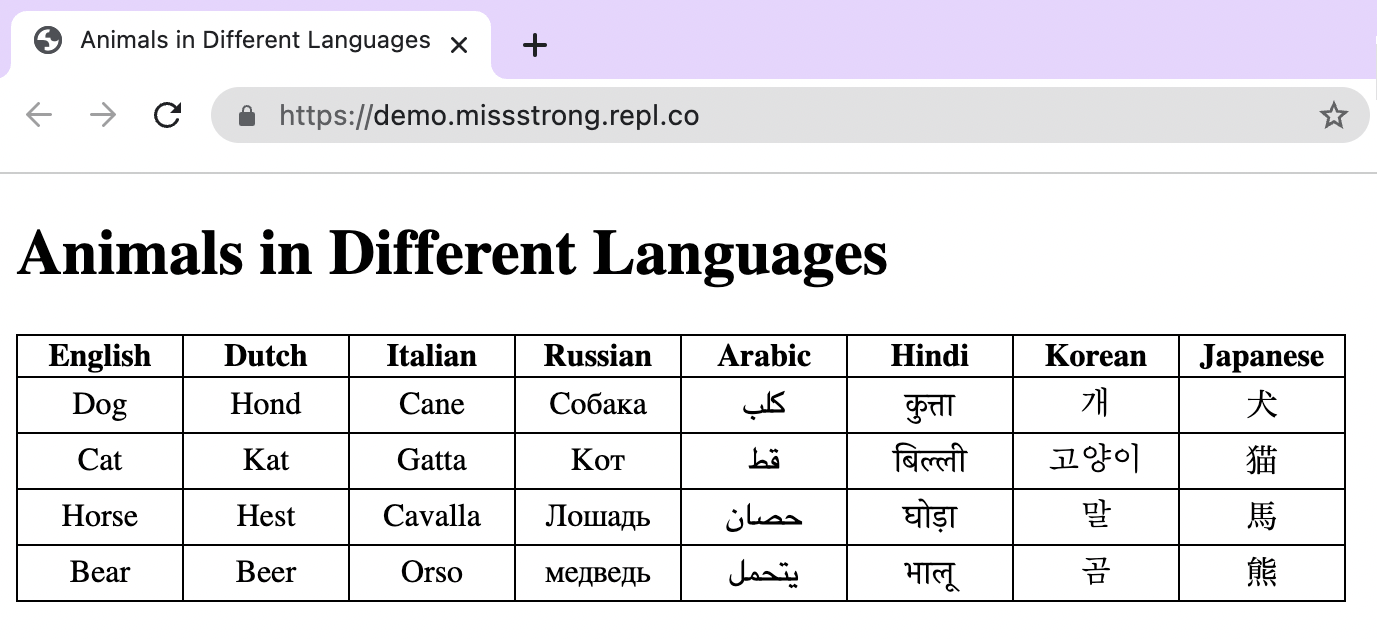 Animals in Different Languages
https://demo.missstrong.repl.co
Animals in Different Languages
English Dutch Italian Russian Arabic Hindi Korean Japanese
Dog Hond Cane Собака كلب कुत्ता 개 犬
Cat Kat Gatta Кот قط बिल्ली 고양이 猫
Horse Hest Cavalla Лошадь حصان घोड़ा 말 馬
Bear Beer Orso медведь يتحمل भालू 곰 熊